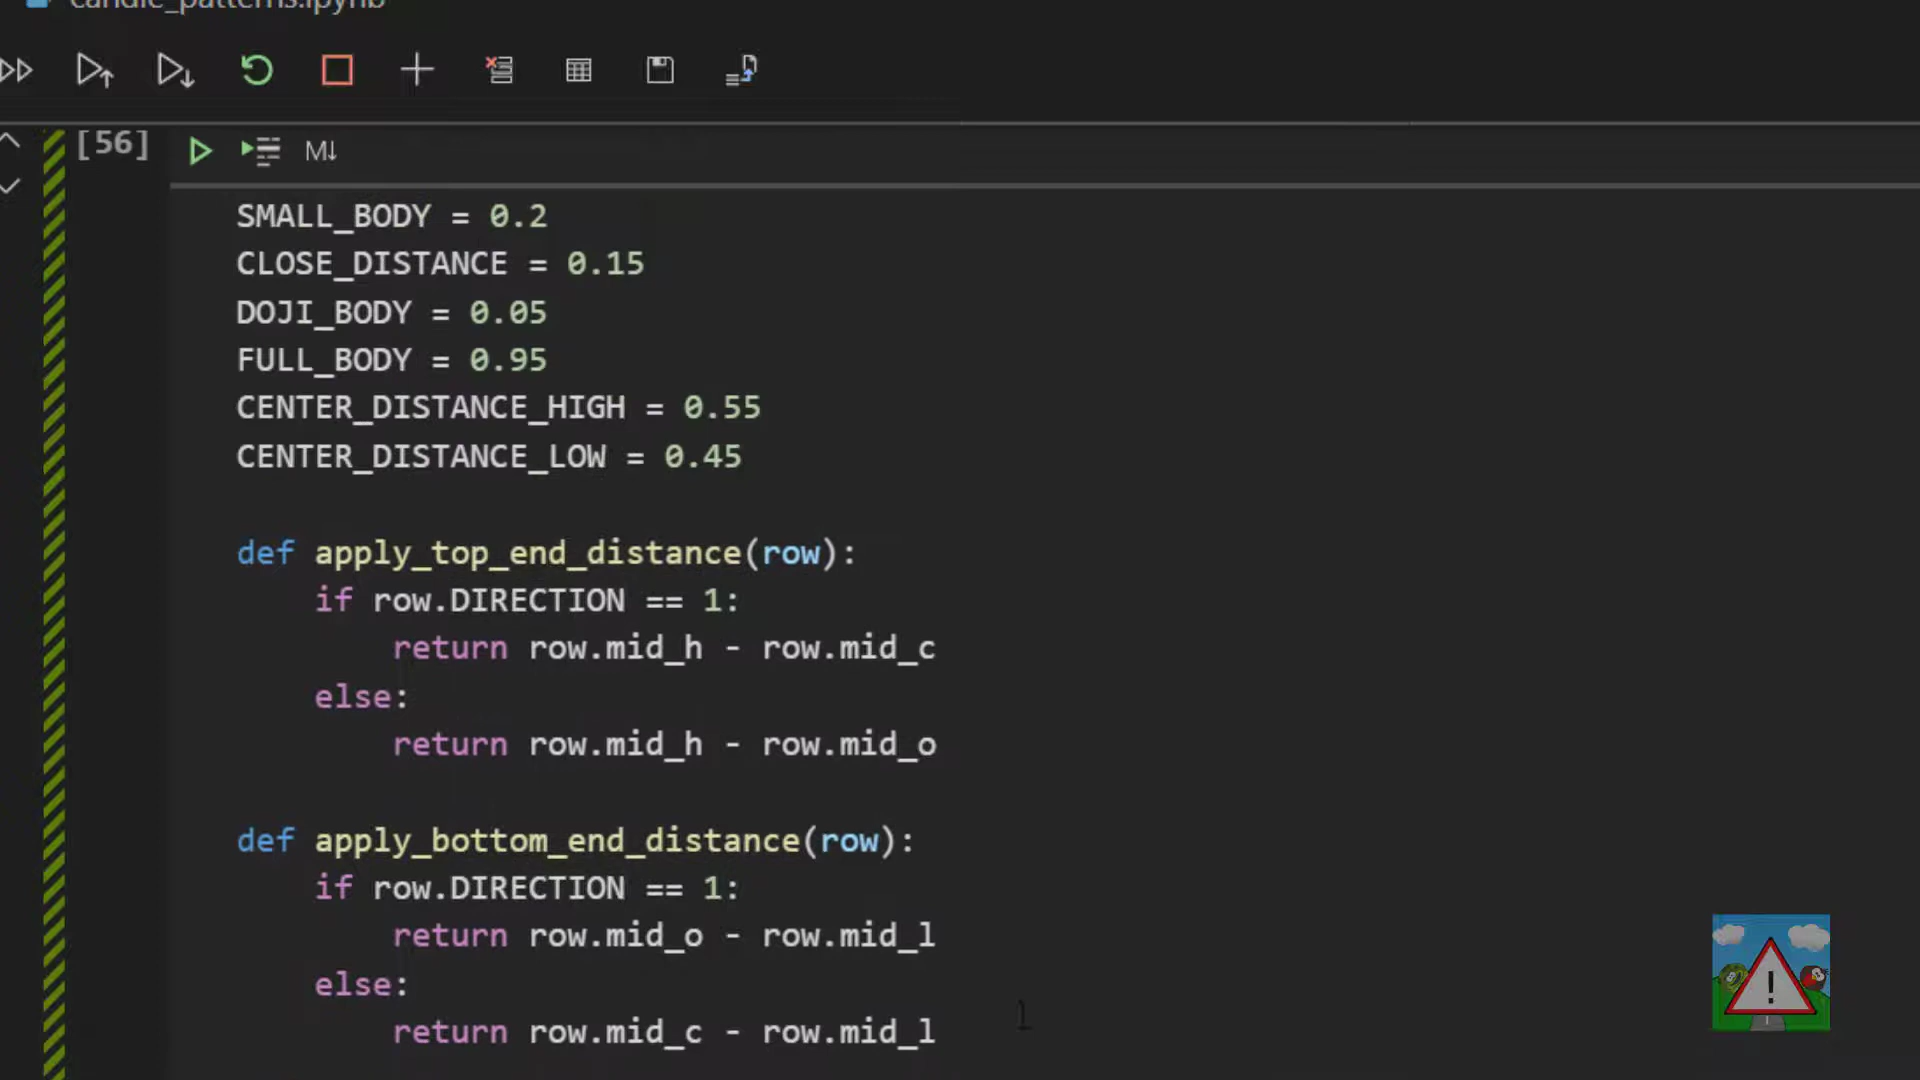 candle_patterns.ipynb
[56]
M↓
SMALL_BODY = 0.2
CLOSE_DISTANCE = 0.15
DOJI_BODY = 0.05
FULL_BODY = 0.95
CENTER_DISTANCE_HIGH = 0.55
CENTER_DISTANCE_LOW = 0.45
def apply_top_end_distance(row):
    if row.DIRECTION == 1:
        return row.mid_h - row.mid_c
    else:
        return row.mid_h - row.mid_o
def apply_bottom_end_distance(row):
    if row.DIRECTION == 1:
        return row.mid_o - row.mid_l
    else:
        return row.mid_c - row.mid_l
!